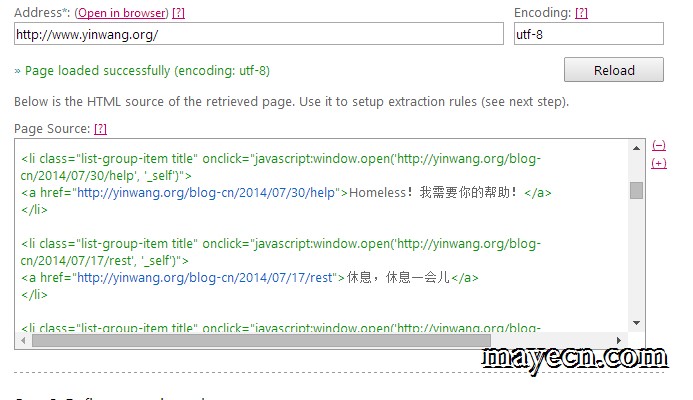 Address*: (Open in browser) [?]
Encoding: [?]
http://www.yinwang.org/
utf-8
» Page loaded successfully (encoding: utf-8)
Reload
Below is the HTML source of the retrieved page. Use it to setup extraction rules (see next step).
Page Source: [?]
(−)
(+)
<li class="list-group-item title" onclick="javascript:window.open('http://yinwang.org/blog-
cn/2014/07/30/help', '_self')">
<a href="http://yinwang.org/blog-cn/2014/07/30/help">Homeless！我需要你的帮助！</a>
</li>
<li class="list-group-item title" onclick="javascript:window.open('http://yinwang.org/blog-
cn/2014/07/17/rest', '_self')">
<a href="http://yinwang.org/blog-cn/2014/07/17/rest">休息，休息一会儿</a>
</li>
<li class="list-group-item title" onclick="javascript:window.open('http://yinwang.org/blog-
mayecn.com